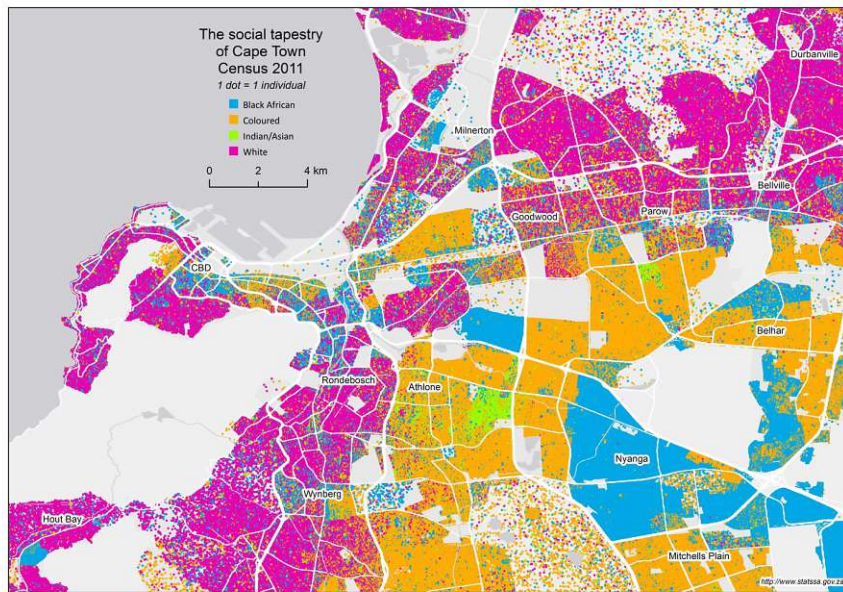 The social tapestry
of Cape Town
Census 2011
1 dot = 1 individual
Black African
Coloured
Indian/Asian
White
0 2 4 km
Durbanville
Milnerton
Bellville
Goodwood
Parow
CBD
Belhar
Rondebosch
Athlone
Nyanga
Wynberg
Hout Bay
Mitchells Plain
http://www.statssa.gov.za